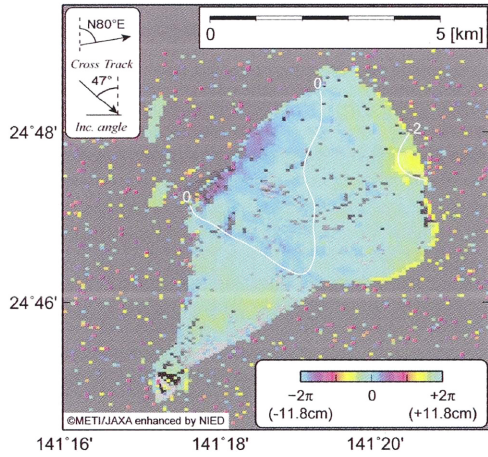 N80°E
Cross Track
47°
Inc. angle
0 5 [km]
0
-2
0
24°48'
24°46'
−2π 0 +2π
(-11.8cm) (+11.8cm)
©METI/JAXA enhanced by NIED
141°16' 141°18' 141°20'